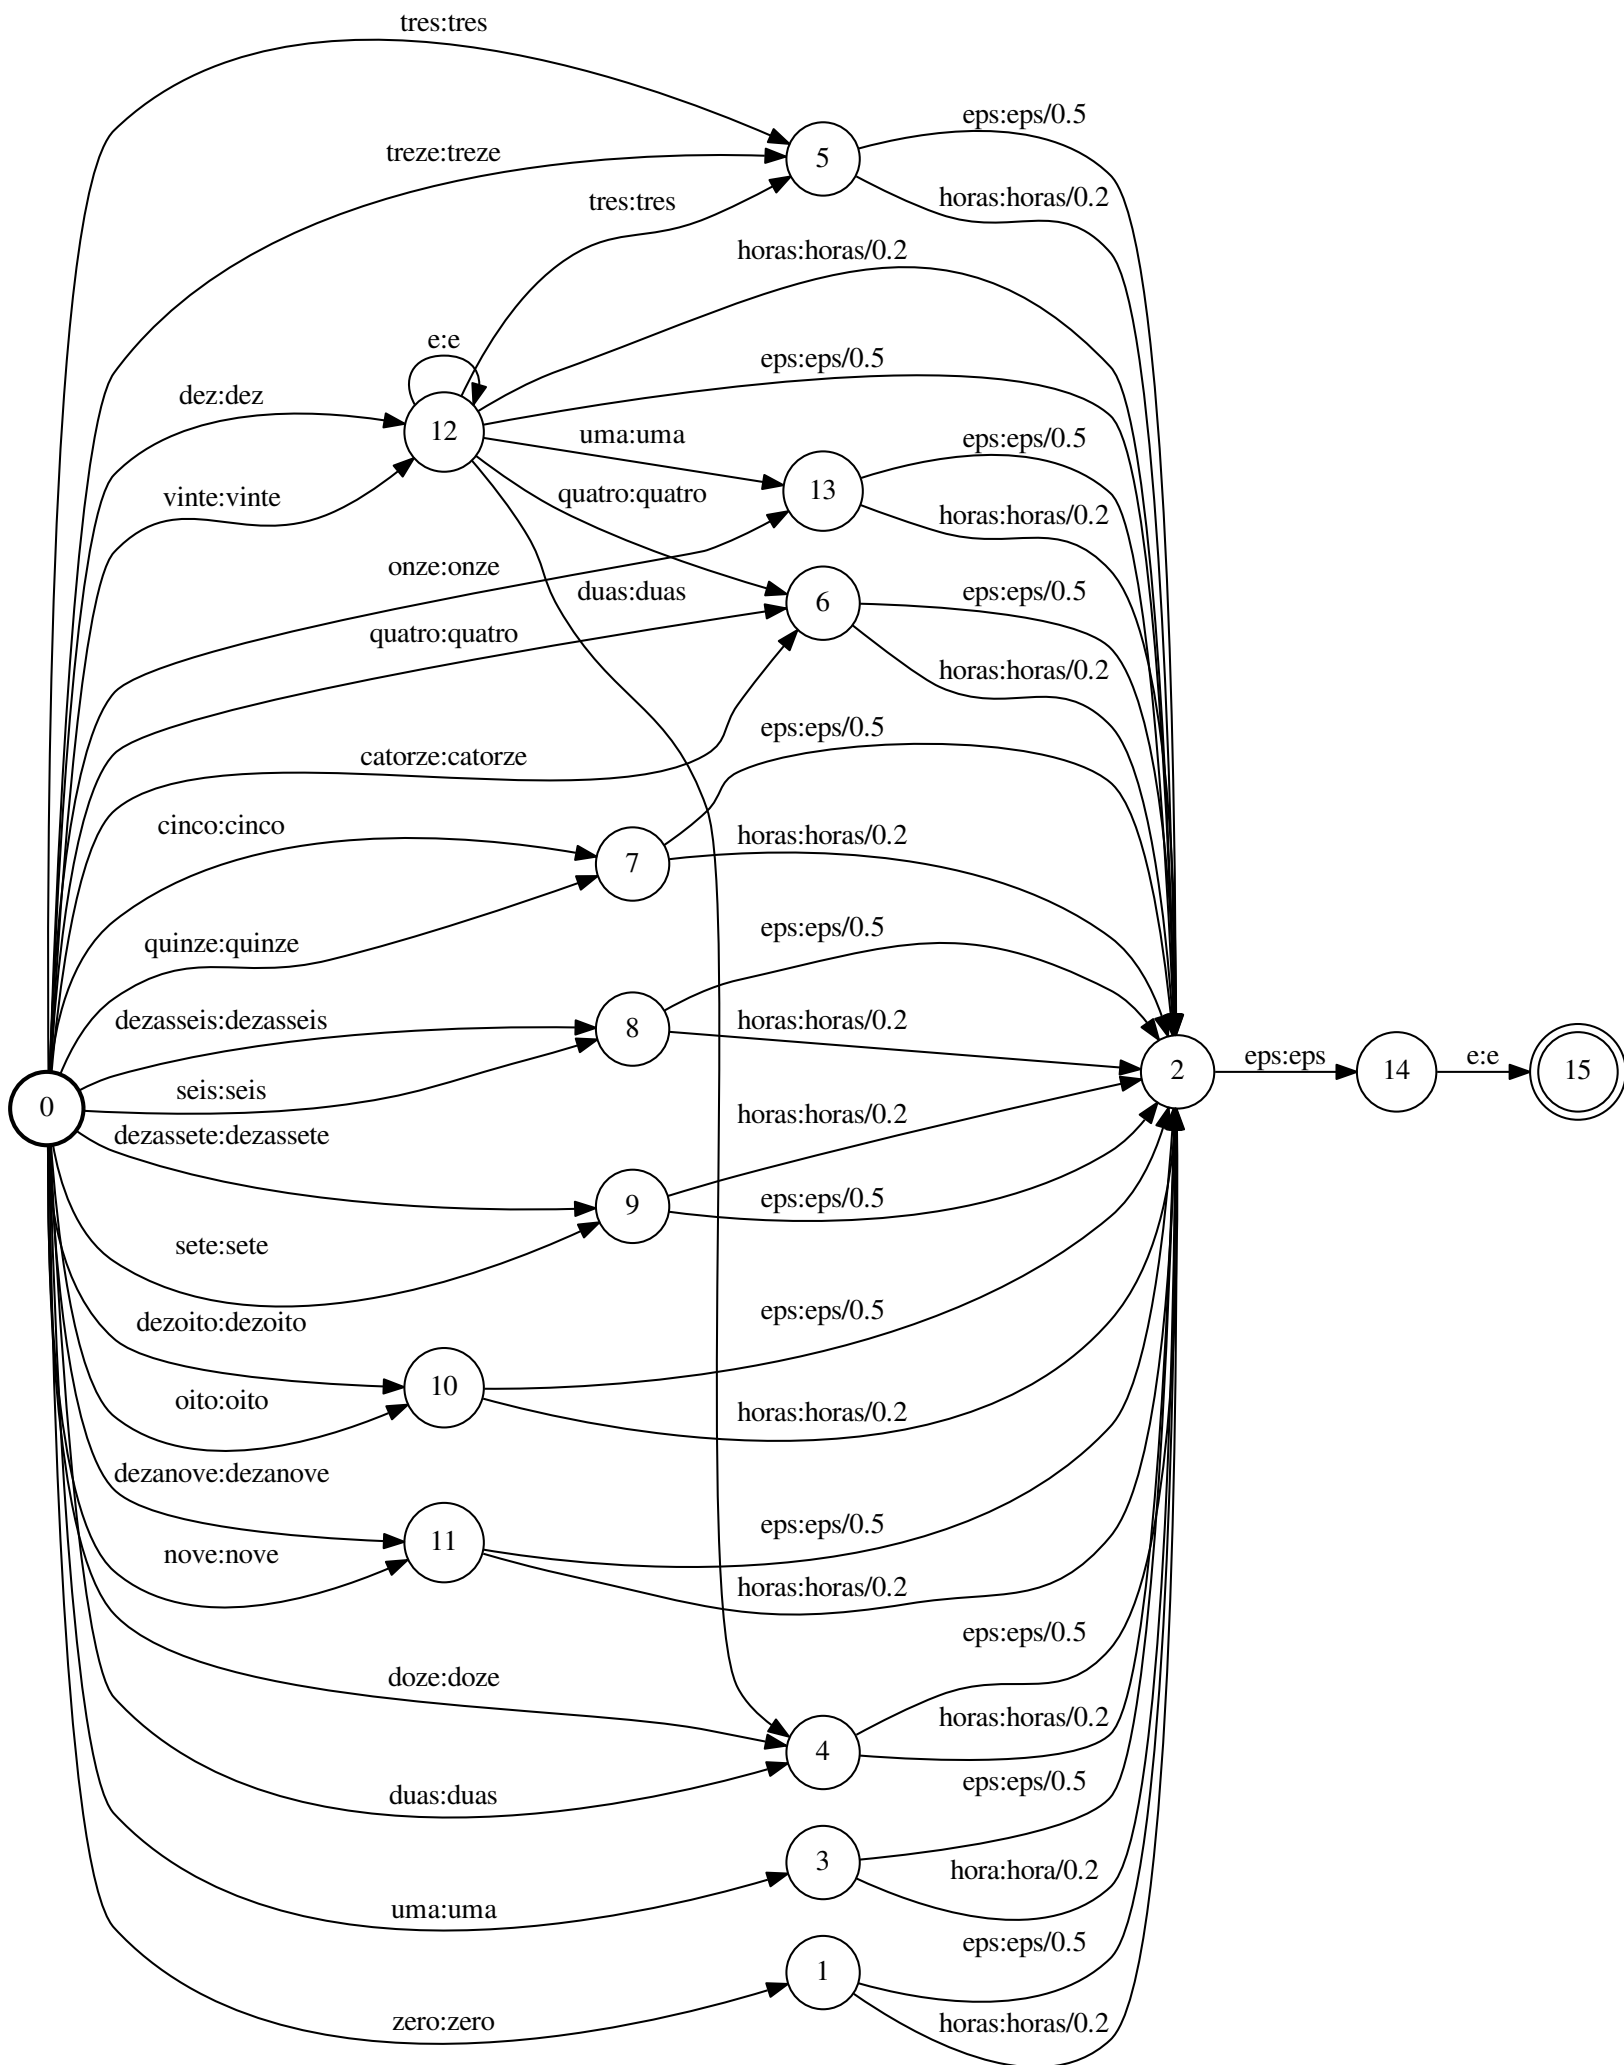 tres:tres
eps:eps/0.5
treze:treze
5
horas:horas/0.2
tres:tres
horas:horas/0.2
e:e
eps:eps/0.5
dez:dez
12
uma:uma
eps:eps/0.5
vinte:vinte
quatro:quatro
13
horas:horas/0.2
onze:onze
duas:duas
6
eps:eps/0.5
quatro:quatro
horas:horas/0.2
catorze:catorze
eps:eps/0.5
cinco:cinco
horas:horas/0.2
7
quinze:quinze
eps:eps/0.5
dezasseis:dezasseis
8
horas:horas/0.2
eps:eps
e:e
2
14
15
seis:seis
0
dezassete:dezassete
horas:horas/0.2
9
eps:eps/0.5
sete:sete
dezoito:dezoito
eps:eps/0.5
10
oito:oito
horas:horas/0.2
dezanove:dezanove
eps:eps/0.5
11
nove:nove
horas:horas/0.2
eps:eps/0.5
doze:doze
horas:horas/0.2
4
duas:duas
eps:eps/0.5
3
hora:hora/0.2
uma:uma
eps:eps/0.5
1
zero:zero
horas:horas/0.2